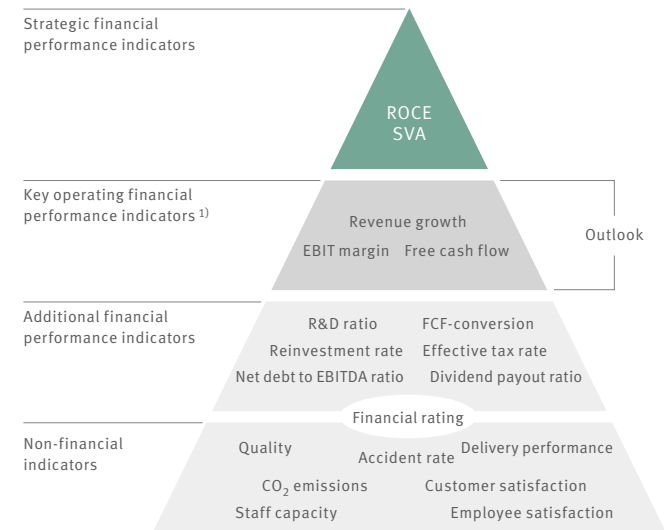 Strategic financial
performance indicators
ROCE
SVA
Key operating financial
performance indicators 1)
Revenue growth
EBIT margin Free cash flow
Outlook
Additional financial
performance indicators
R&D ratio FCF-conversion
Reinvestment rate Effective tax rate
Net debt to EBITDA ratio Dividend payout ratio
Financial rating
Non-financial
indicators
Quality Accident rate Delivery performance
CO2 emissions Customer satisfaction
Staff capacity Employee satisfaction